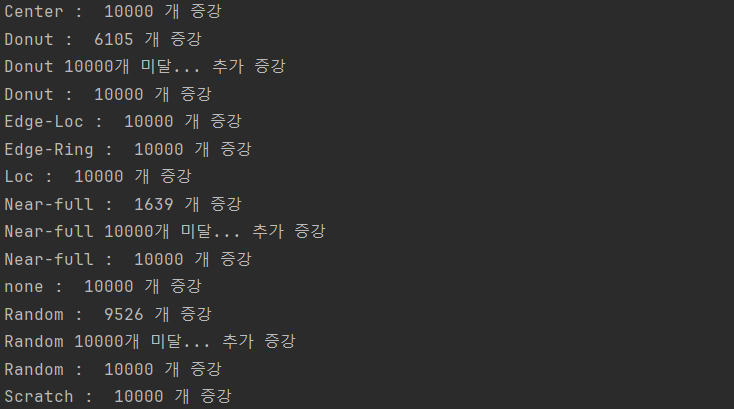 Center :  10000 개 증강
Donut :  6105 개 증강
Donut 10000개 미달... 추가 증강
Donut :  10000 개 증강
Edge-Loc :  10000 개 증강
Edge-Ring :  10000 개 증강
Loc :  10000 개 증강
Near-full :  1639 개 증강
Near-full 10000개 미달... 추가 증강
Near-full :  10000 개 증강
none :  10000 개 증강
Random :  9526 개 증강
Random 10000개 미달... 추가 증강
Random :  10000 개 증강
Scratch :  10000 개 증강